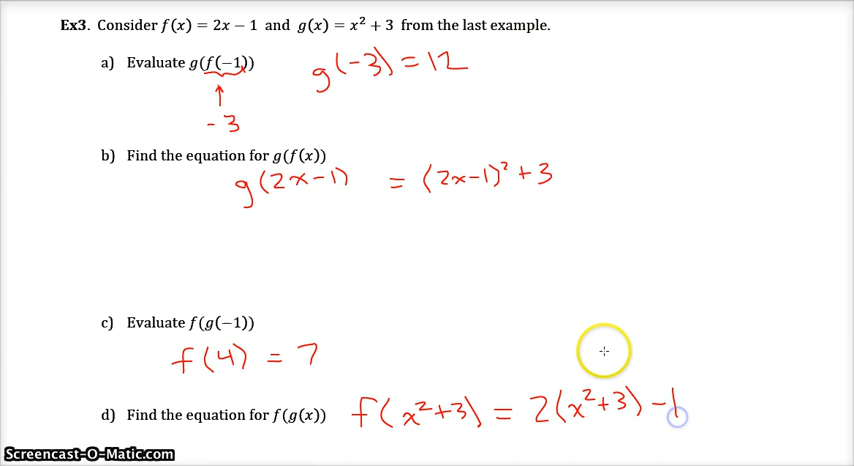 Ex3. Consider f(x) = 2x − 1 and g(x) = x² + 3 from the last example.
a) Evaluate g(f(−1)) g(-3) = 12
↑
-3
b) Find the equation for g(f(x))
g(2x-1) = (2x-1)² + 3
c) Evaluate f(g(−1))
f(4) = 7
d) Find the equation for f(g(x)) f(x²+3) = 2(x²+3) -1
Screencast-O-Matic.com